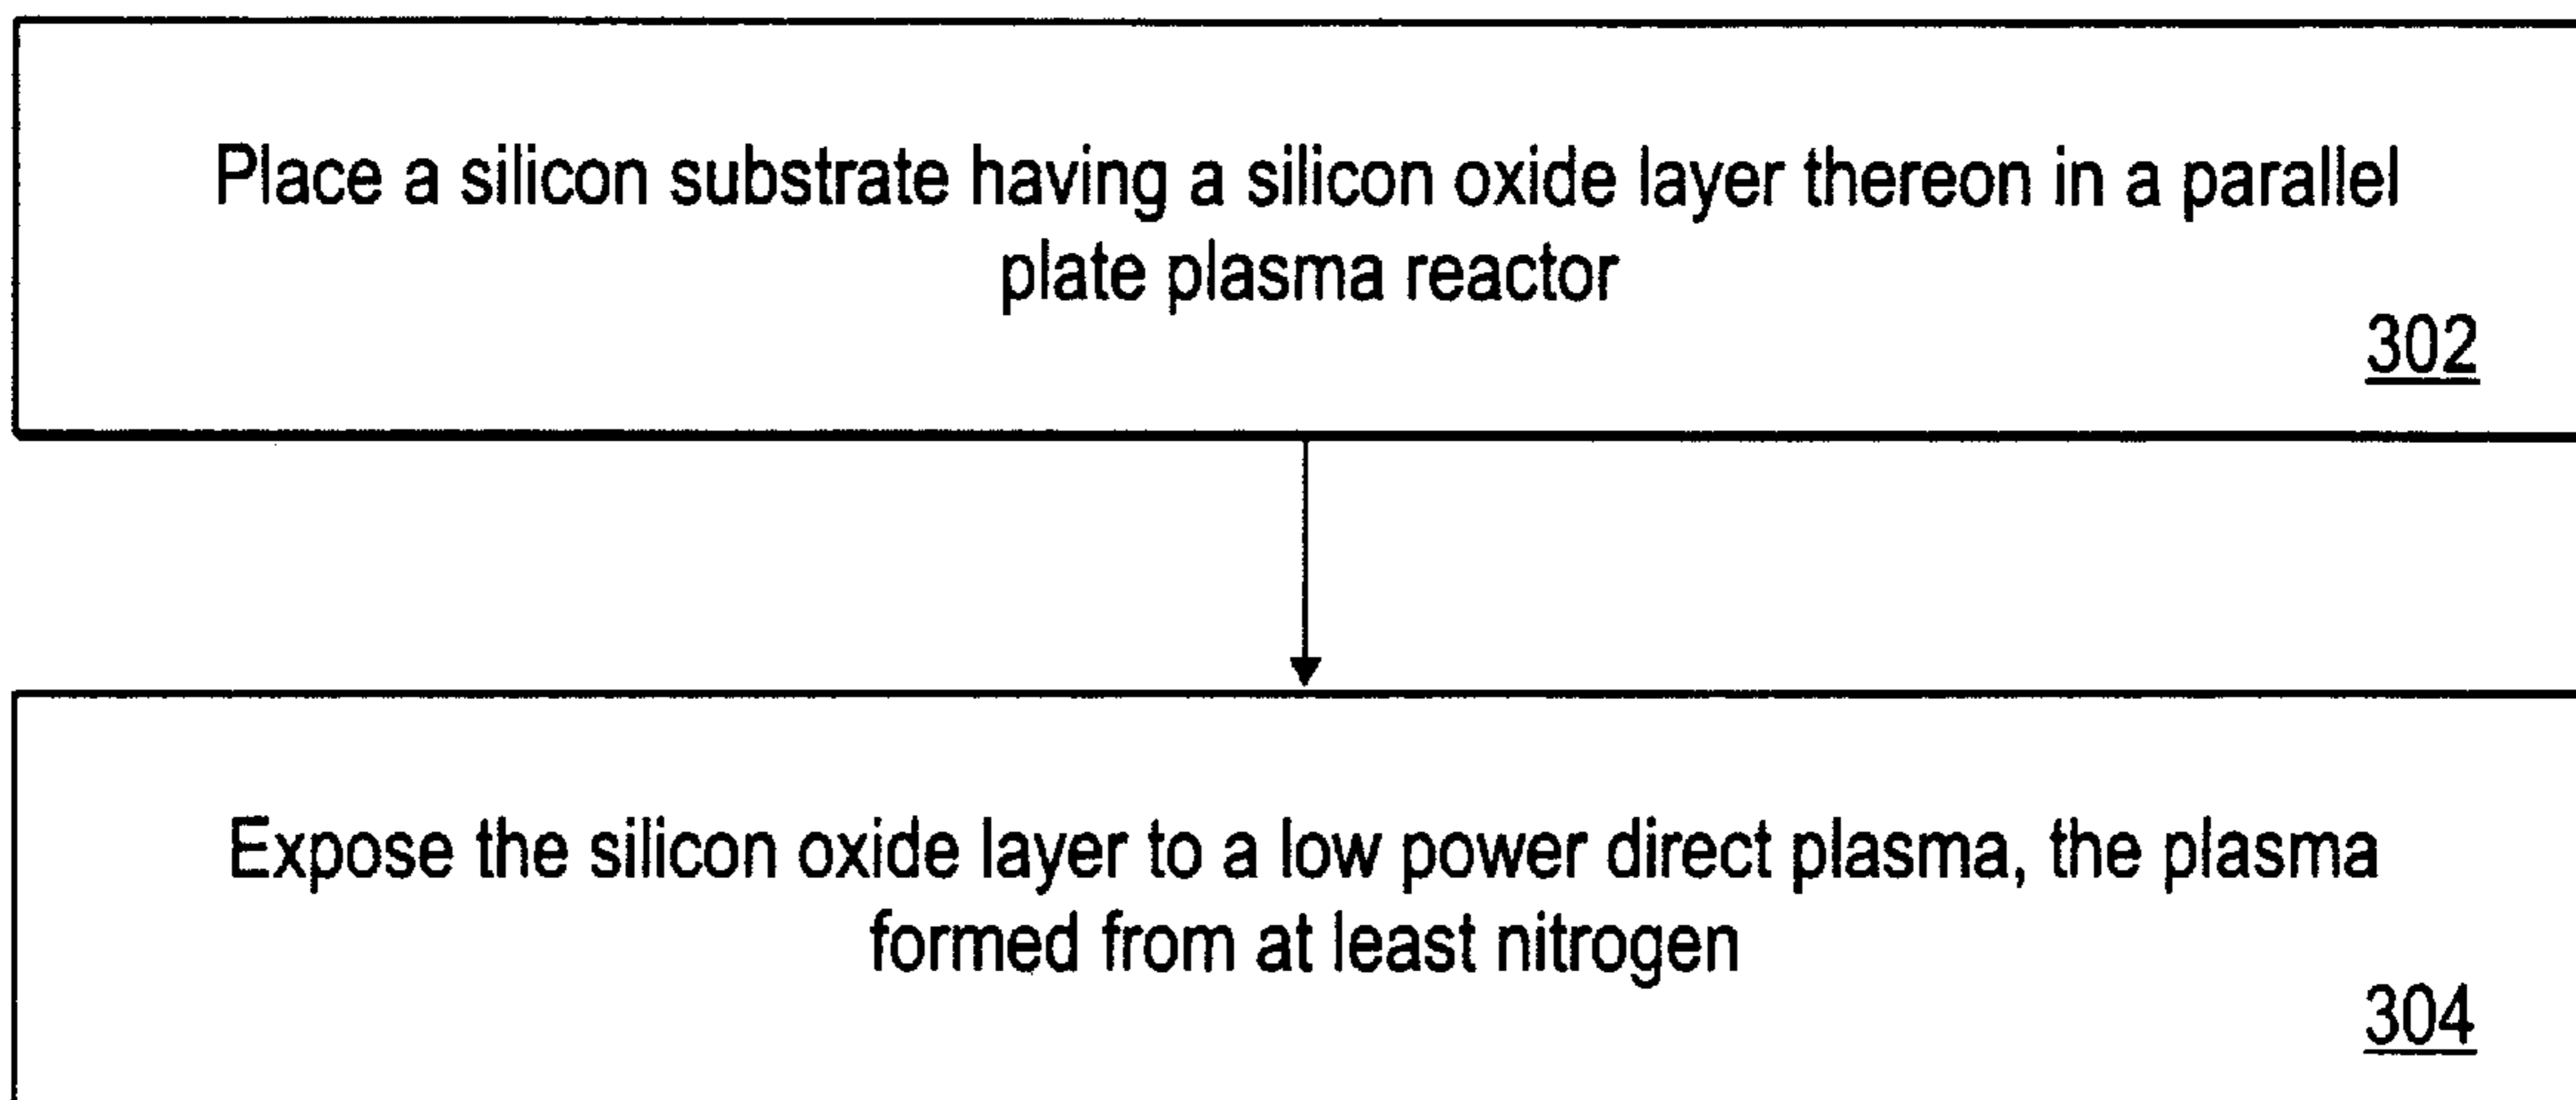 Place a silicon substrate having a silicon oxide layer thereon in a parallel
plate plasma reactor
302
Expose the silicon oxide layer to a low power direct plasma, the plasma
formed from at least nitrogen
304